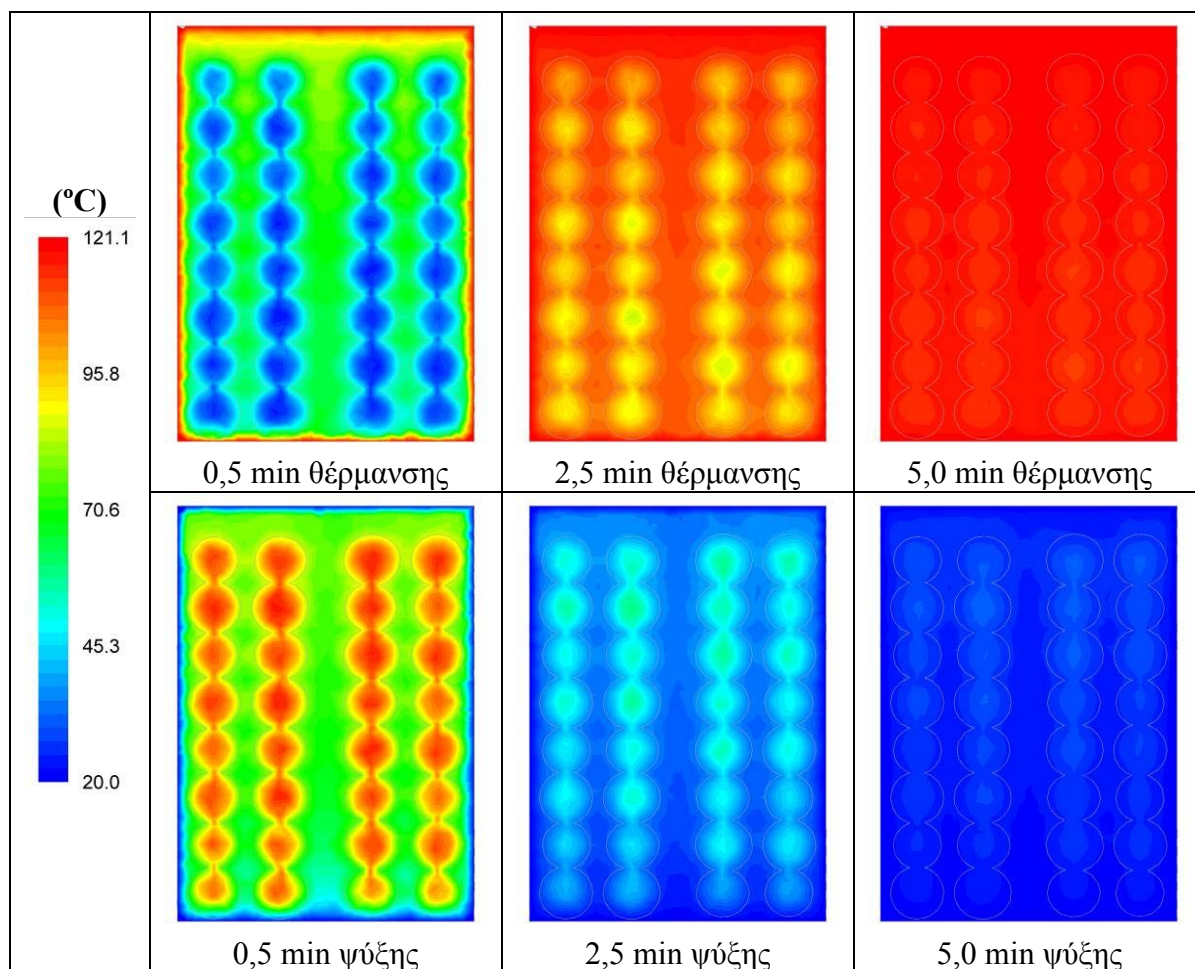 (ºC)
121.1
95.8
70.6
45.3
20.0
0,5 min θέρμανσης
2,5 min θέρμανσης
5,0 min θέρμανσης
0,5 min ψύξης
2,5 min ψύξης
5,0 min ψύξης